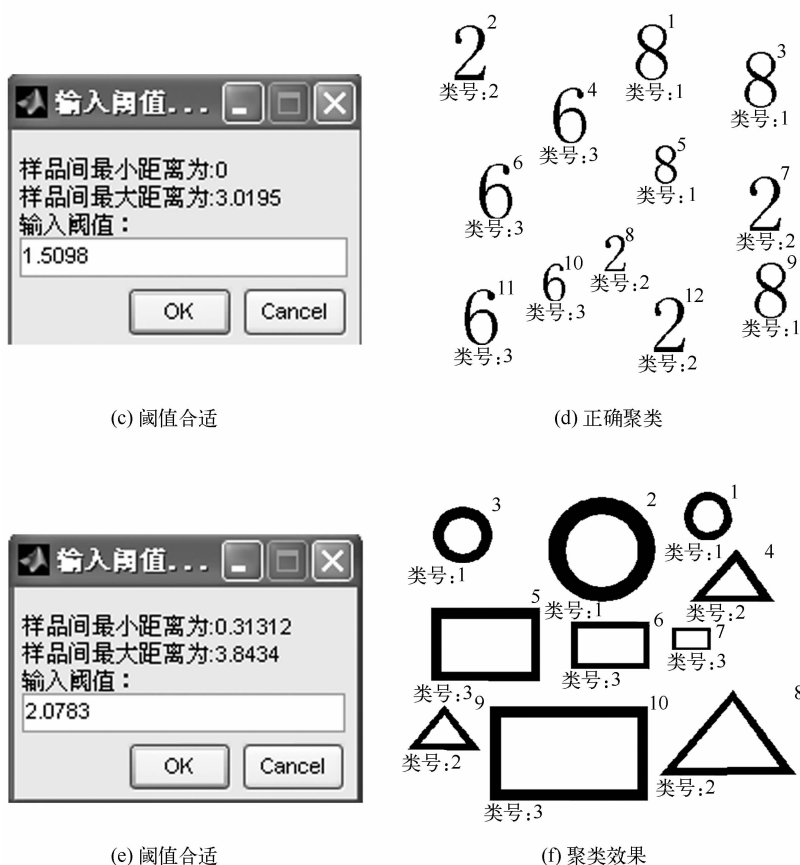 输入阈值...
样品间最小距离为:0
样品间最大距离为:3.0195
输入阈值：
1.5098
OK Cancel
(c) 阈值合适
2 2
类号:2
8 1
类号:1
8 3
类号:1
6 4
类号:3
8 5
类号:1
6 6
类号:3
2 7
类号:2
2 8
类号:2
8 9
类号:1
6 10
类号:3
6 11
类号:3
2 12
类号:2
(d) 正确聚类
输入阈值...
样品间最小距离为:0.31312
样品间最大距离为:3.8434
输入阈值：
2.0783
OK Cancel
(e) 阈值合适
3
类号:1
2
类号:1
1
类号:1
4
类号:2
5
类号:3
6
类号:3
7
类号:3
9
类号:2
10
类号:3
8
类号:2
(f) 聚类效果